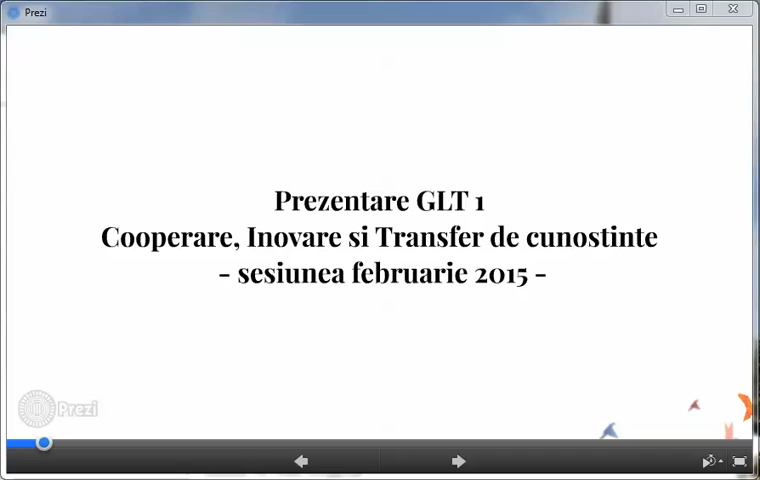 Prezi
Prezentare GLT 1
Cooperare, Inovare si Transfer de cunostinte
- sesiunea februarie 2015 -
Prezi